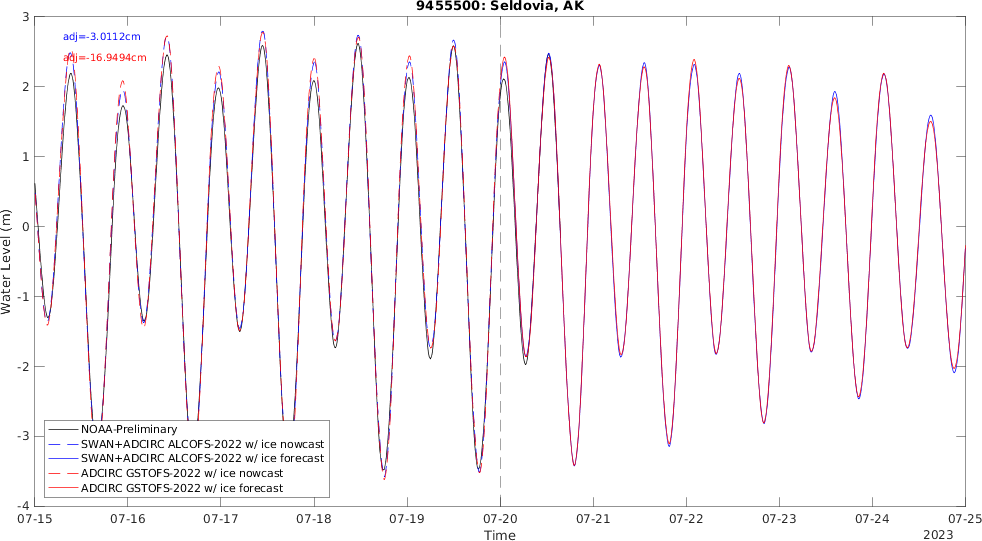 9455500: Seldovia, AK
adj=-3.0112cm
adj=-16.9494cm
3
2
1
0
-1
-2
-3
-4
Water Level (m)
NOAA-Preliminary
SWAN+ADCIRC ALCOFS-2022 w/ ice nowcast
SWAN+ADCIRC ALCOFS-2022 w/ ice forecast
ADCIRC GSTOFS-2022 w/ ice nowcast
ADCIRC GSTOFS-2022 w/ ice forecast
07-15 07-16 07-17 07-18 07-19 07-20 07-21 07-22 07-23 07-24 07-25
Time
2023